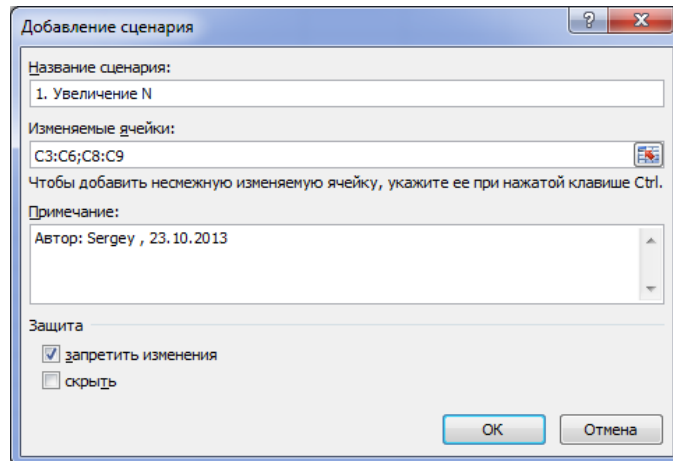 Добавление сценария
Название сценария:
1. Увеличение N
Изменяемые ячейки:
C3:C6;C8:C9
Чтобы добавить несмежную изменяемую ячейку, укажите ее при нажатой клавише Ctrl.
Примечание:
Автор: Sergey , 23.10.2013
Защита
запретить изменения
скрыть
ОК
Отмена